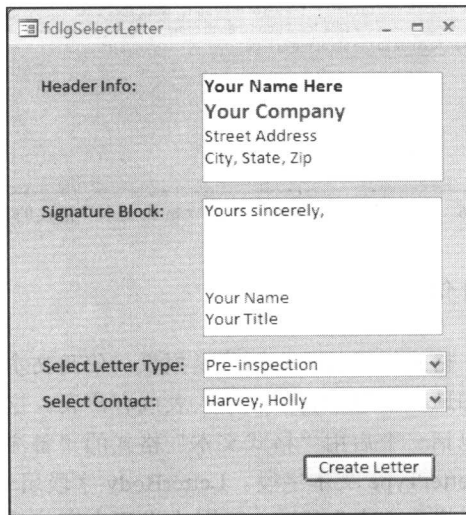 fdlgSelectLetter
Header Info:
Your Name Here
Your Company
Street Address
City, State, Zip
Signature Block:
Yours sincerely,
Your Name
Your Title
Select Letter Type: Pre-inspection
Select Contact: Harvey, Holly
Create Letter